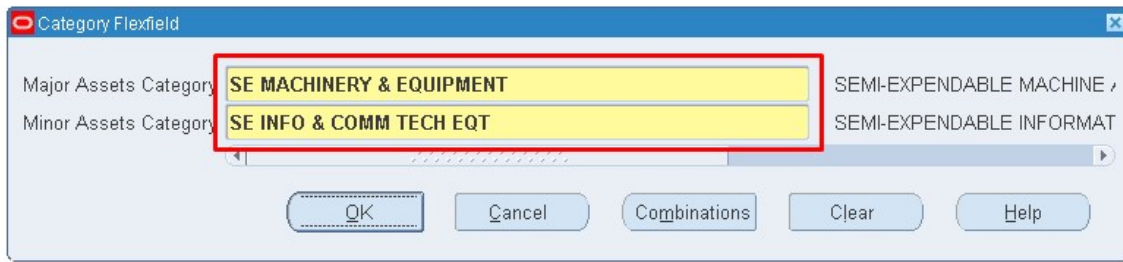 Category Flexfield
Major Assets Category SE MACHINERY & EQUIPMENT SEMI-EXPENDABLE MACHINE
Minor Assets Category SE INFO & COMM TECH EQT SEMI-EXPENDABLE INFORMAT
OK Cancel Combinations Clear Help